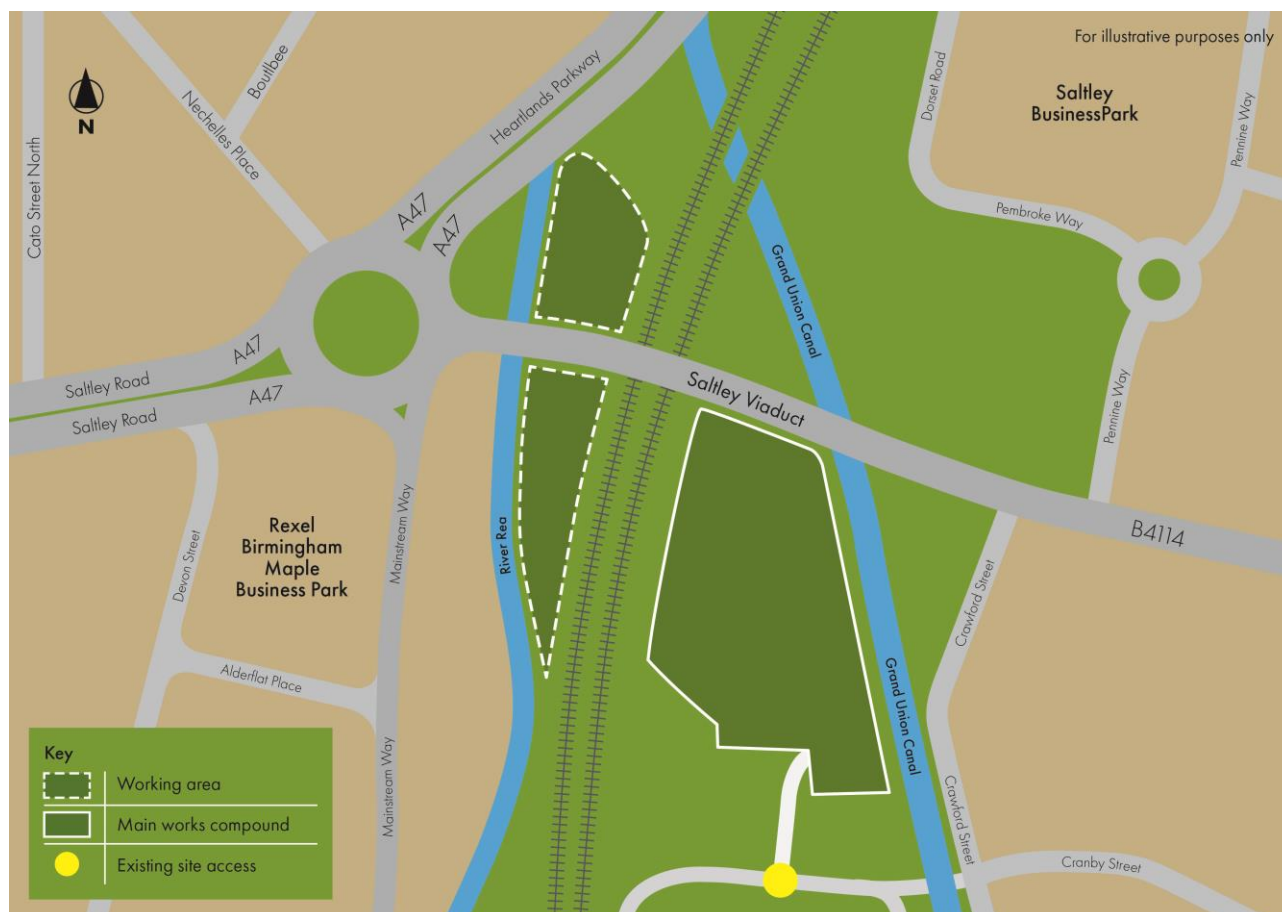 For illustrative purposes only
Saltley
BusinessPark
Boutlbee
Nechelles Place
Cato Street North
N
Heartlands Parkway
A47
A47
Dorset Road
Pennine Way
Pembroke Way
Grand Union Canal
A47
Saltley Road
A47
Saltley Road
Saltley Viaduct
Pennine Way
B4114
Rexel
Birmingham
Maple
Business Park
Devon Street
Mainstream Way
River Rea
Crawford Street
Alderflat Place
Grand Union Canal
Mainstream Way
Crawford Street
Cranby Street
Key
Working area
Main works compound
Existing site access